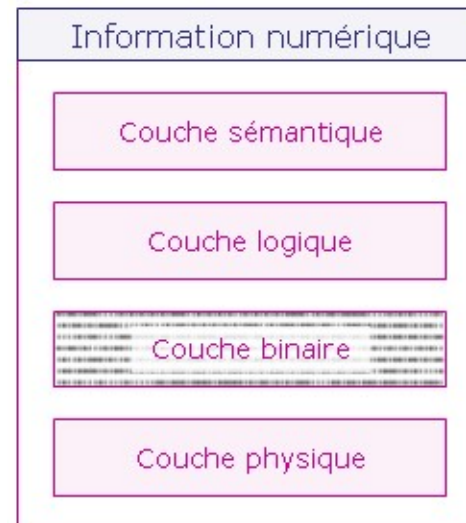 Information numérique
Couche sémantique
Couche logique
Couche binaire
Couche physique